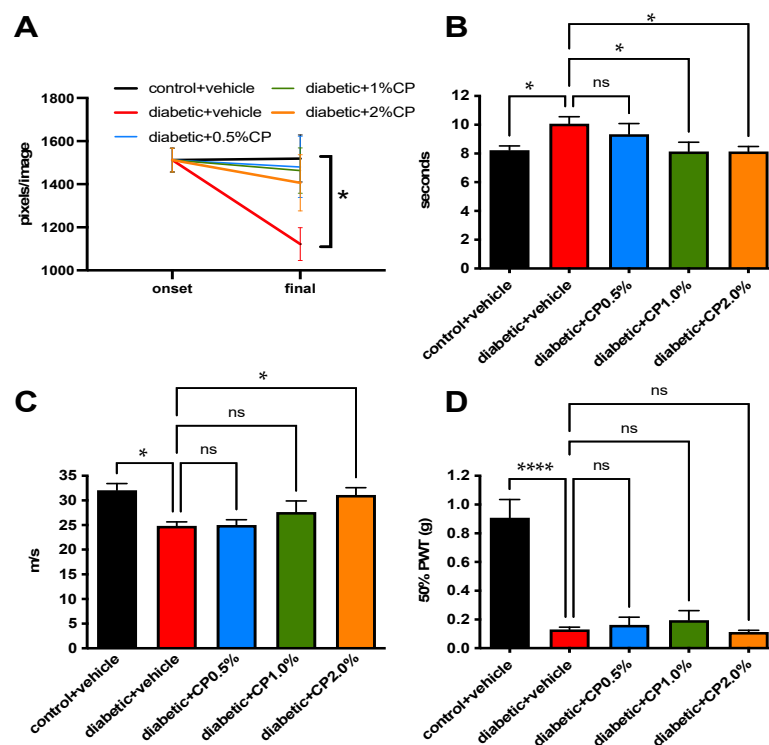 A
control+vehicle
diabetic+1%CP
diabetic+vehicle
diabetic+2%CP
diabetic+0.5%CP
1800
1600
1400
1200
1000
pixels/image
onset
final
*
B
*
*
*
ns
12
10
8
6
4
2
0
seconds
control+vehicle
diabetic+vehicle
diabetic+CP0.5%
diabetic+CP1.0%
diabetic+CP2.0%
C
*
ns
*
ns
35
30
25
20
15
10
5
0
m/s
control+vehicle
diabetic+vehicle
diabetic+CP0.5%
diabetic+CP1.0%
diabetic+CP2.0%
D
ns
ns
****
ns
1.2
1.0
0.8
0.6
0.4
0.2
0.0
50% PWT (g)
control+vehicle
diabetic+vehicle
diabetic+CP0.5%
diabetic+CP1.0%
diabetic+CP2.0%